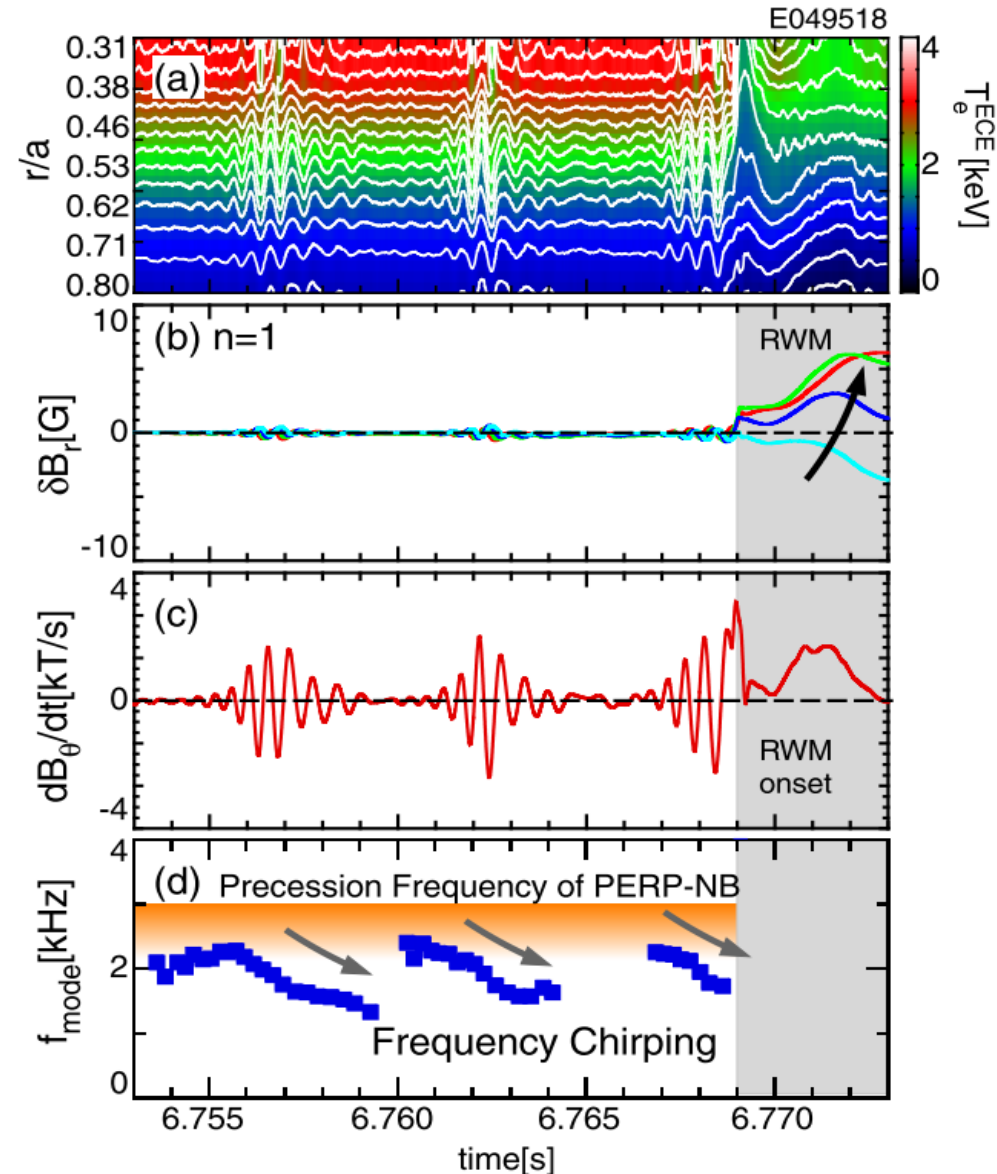 E049518
0.31
0.38
0.46
0.53
0.62
0.71
0.80
r/a
(a)
4
2
0
T_e^ECE [keV]
(b) n=1
RWM
10
0
-10
δB_r[G]
(c)
4
0
-4
dB_θ/dt[kT/s]
RWM
onset
(d) Precession Frequency of PERP-NB
4
2
0
f_mode[kHz]
Frequency Chirping
6.755 6.760 6.765 6.770
time[s]